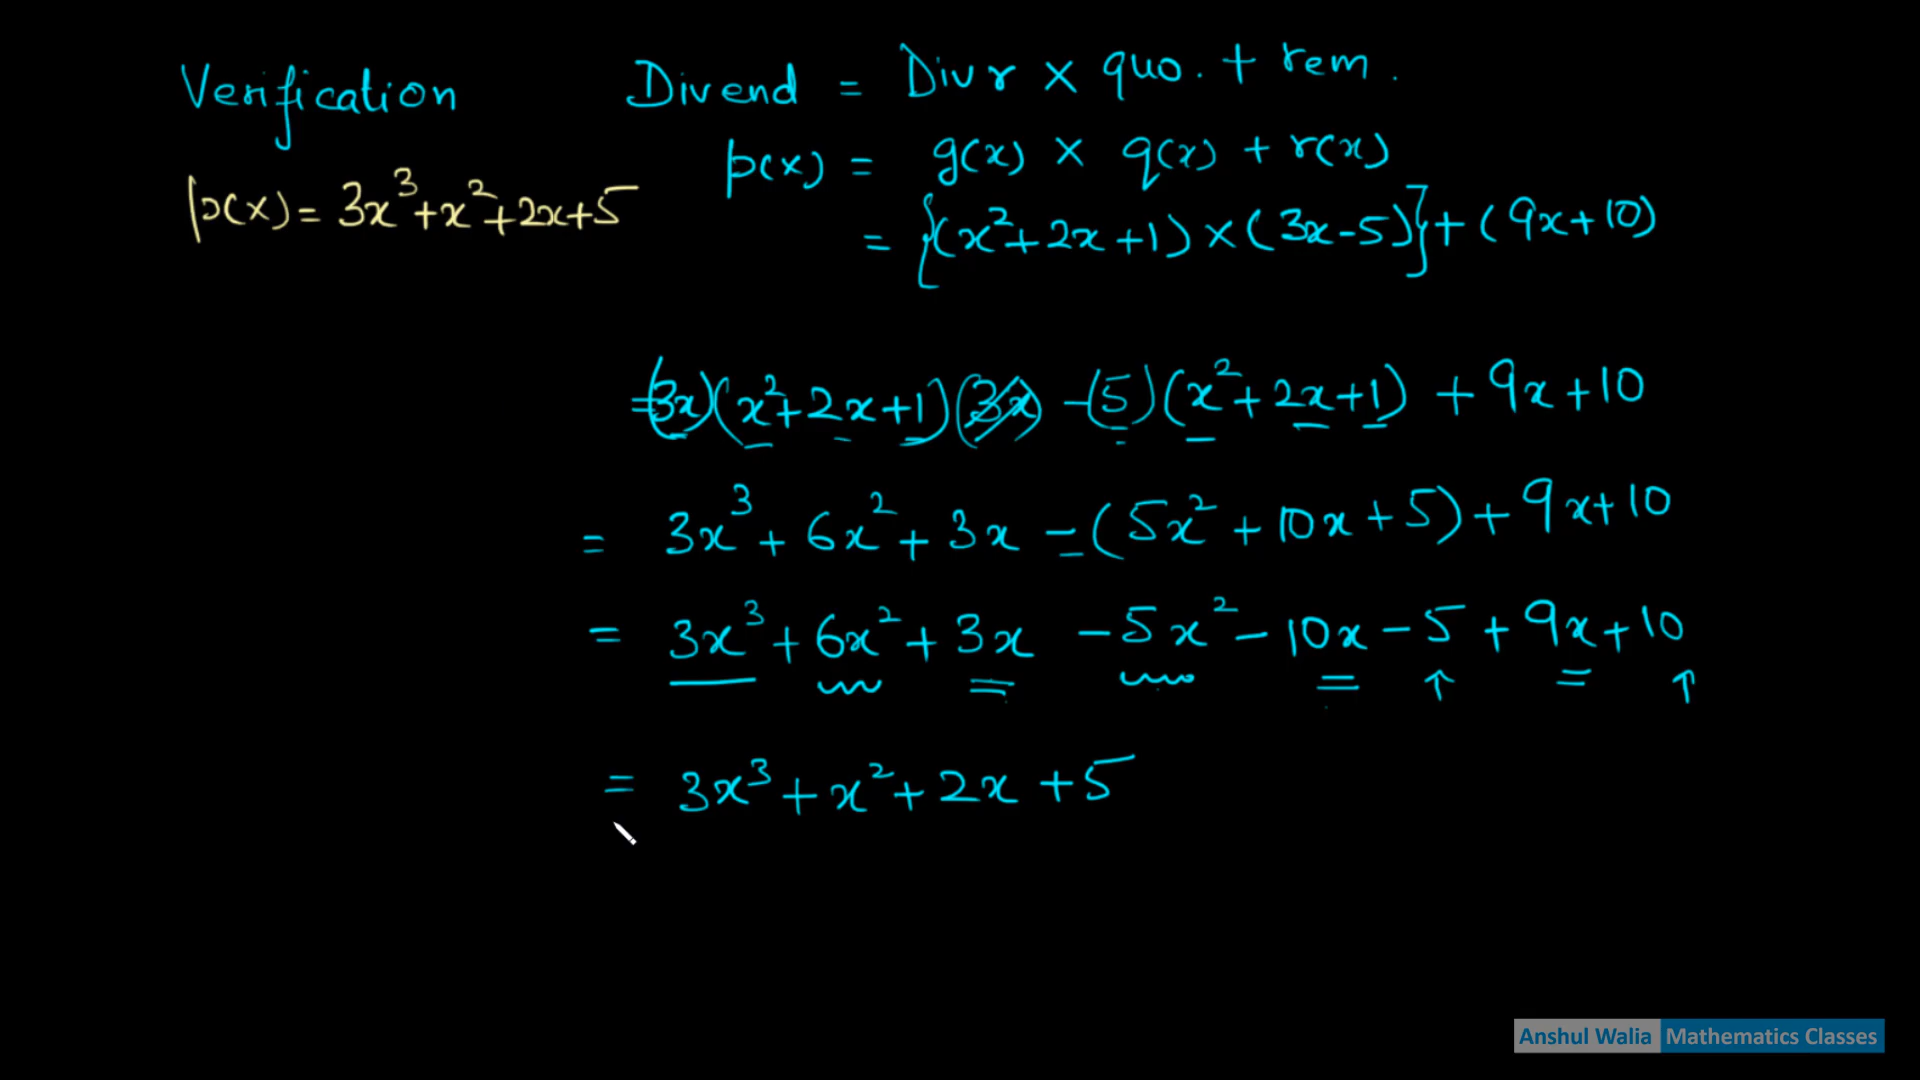 Verification
Divend = Divr × quo. + rem.
p(x) = g(x) × q(x) + r(x)
p(x) = 3x³+x²+2x+5
= {(x²+2x+1)×(3x-5)}+(9x+10)
=(3x)(x²+2x+1)(3x) -(5)(x²+2x+1) + 9x+10
= 3x³ + 6x² + 3x -(5x² + 10x+5)+ 9x+10
= 3x³ + 6x² + 3x -5x² - 10x - 5 + 9x + 10
= 3x³ + x² + 2x + 5
Anshul Walia Mathematics Classes